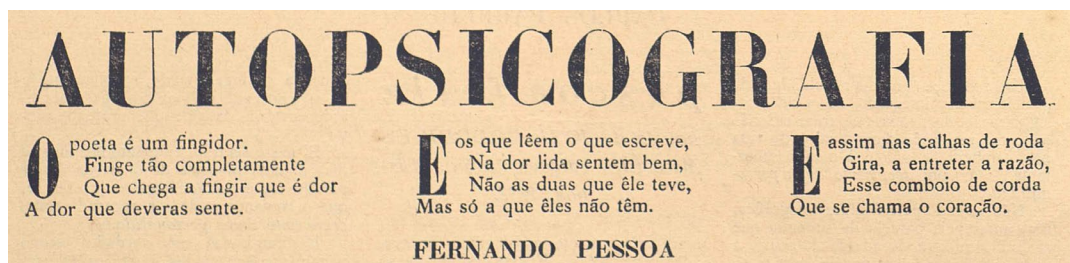 AUTOPSICOGRAFIA
O poeta é um fingidor.
Finge tão completamente
Que chega a fingir que é dor
A dor que deveras sente.
E os que lêem o que escreve,
Na dor lida sentem bem,
Não as duas que êle teve,
Mas só a que êles não têm.
E assim nas calhas de roda
Gira, a entreter a razão,
Esse comboio de corda
Que se chama o coração.
FERNANDO PESSOA